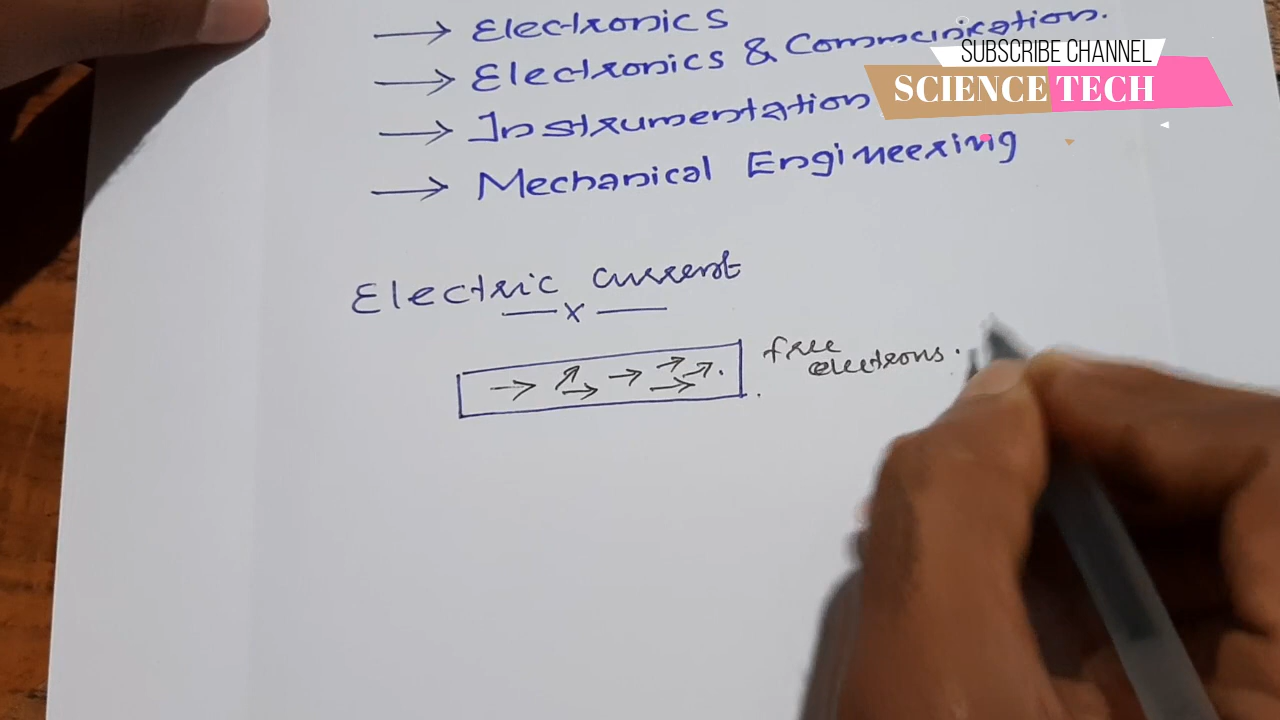 → Electronics
→ Electronics & Communication.
SUBSCRIBE CHANNEL
SCIENCE TECH
→ Instrumentation
→ Mechanical Engineering
Electric current
— x —
free
electrons.